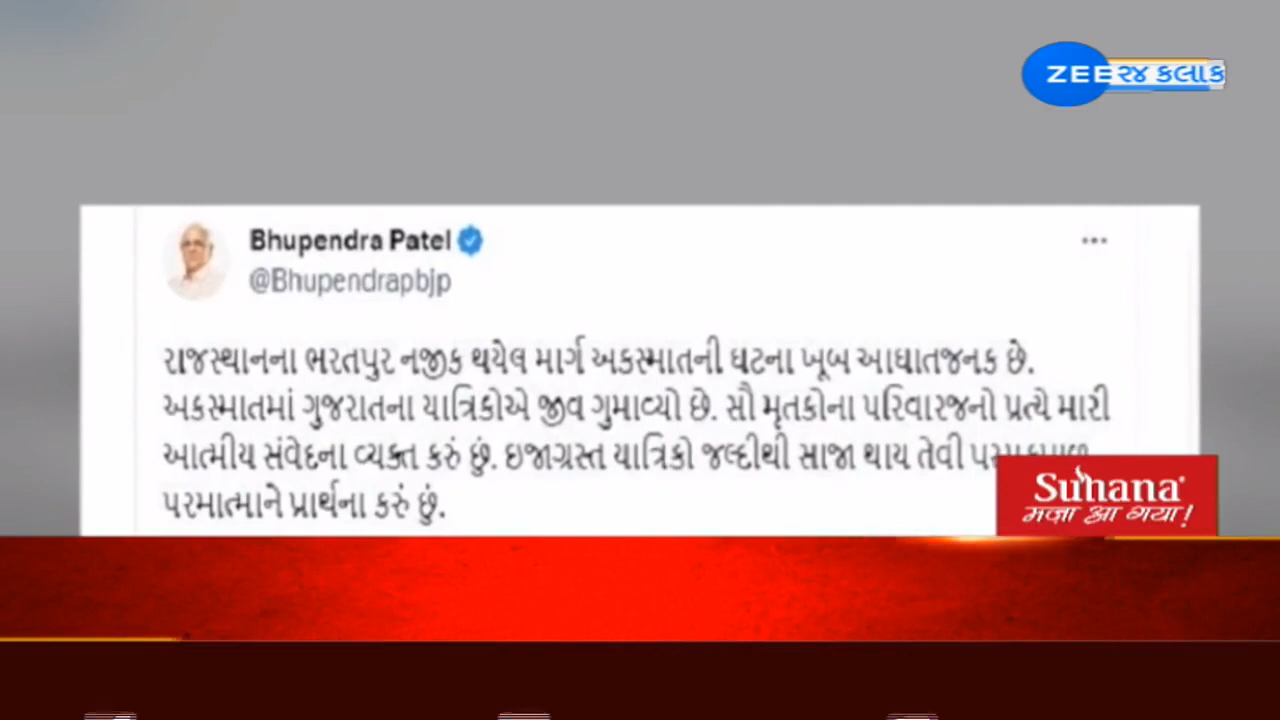 ZEE ૨૪ કલાક
Bhupendra Patel
@Bhupendrapbjp
રાજસ્થાનના ભરતપુર નજીક થયેલ માર્ગ અકસ્માતની ઘટના ખૂબ આઘાતજનક છે.
અકસ્માતમાં ગુજરાતના યાત્રિકોએ જીવ ગુમાવ્યો છે. સૌ મૃતકોના પરિવારજનો પ્રત્યે મારી
આત્મીય સંવેદના વ્યક્ત કરું છું. ઇજાગ્રસ્ત યાત્રિકો જલ્દીથી સાજા થાય તેવી
પરમાત્માને પ્રાર્થના કરું છું.
Suhana
મज़ा आ गया!